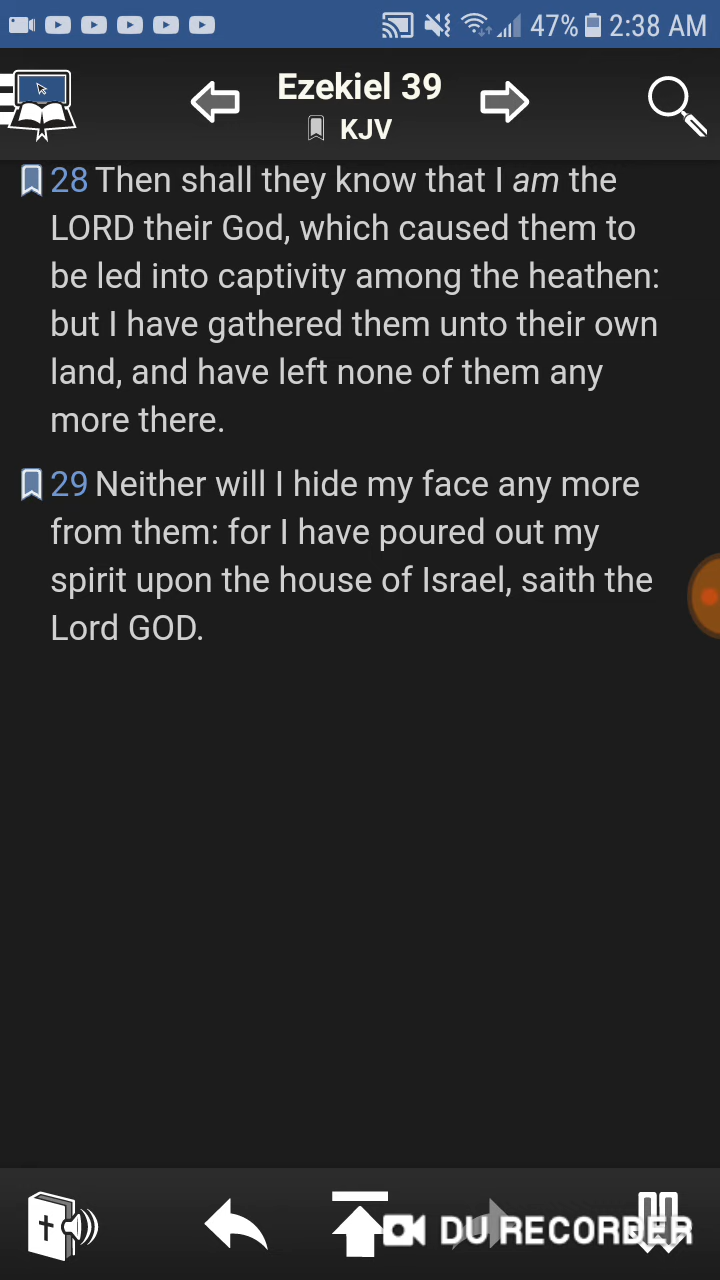 47% 2:38 AM
Ezekiel 39
KJV
28 Then shall they know that I am the
LORD their God, which caused them to
be led into captivity among the heathen:
but I have gathered them unto their own
land, and have left none of them any
more there.
29 Neither will I hide my face any more
from them: for I have poured out my
spirit upon the house of Israel, saith the
Lord GOD.
DU RECORDER